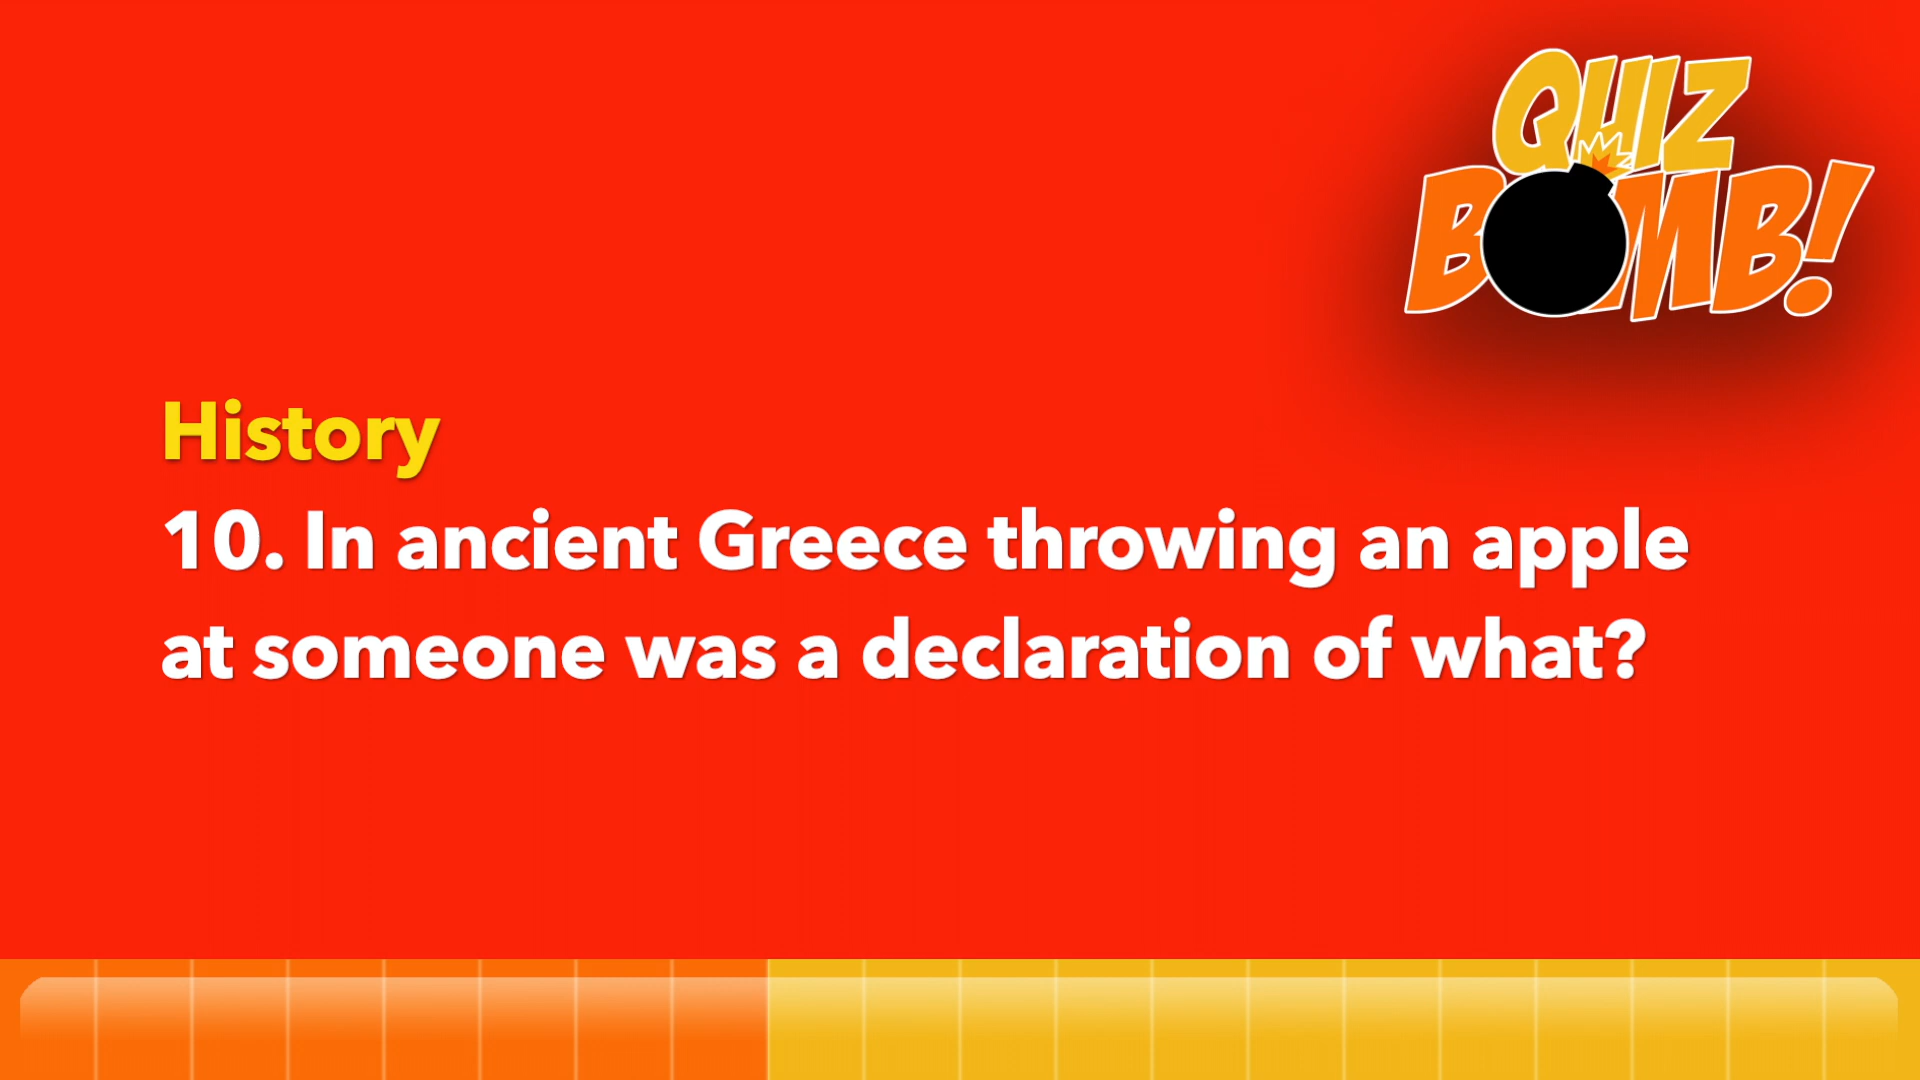 QUIZ
BOMB!
History
10. In ancient Greece throwing an apple
at someone was a declaration of what?